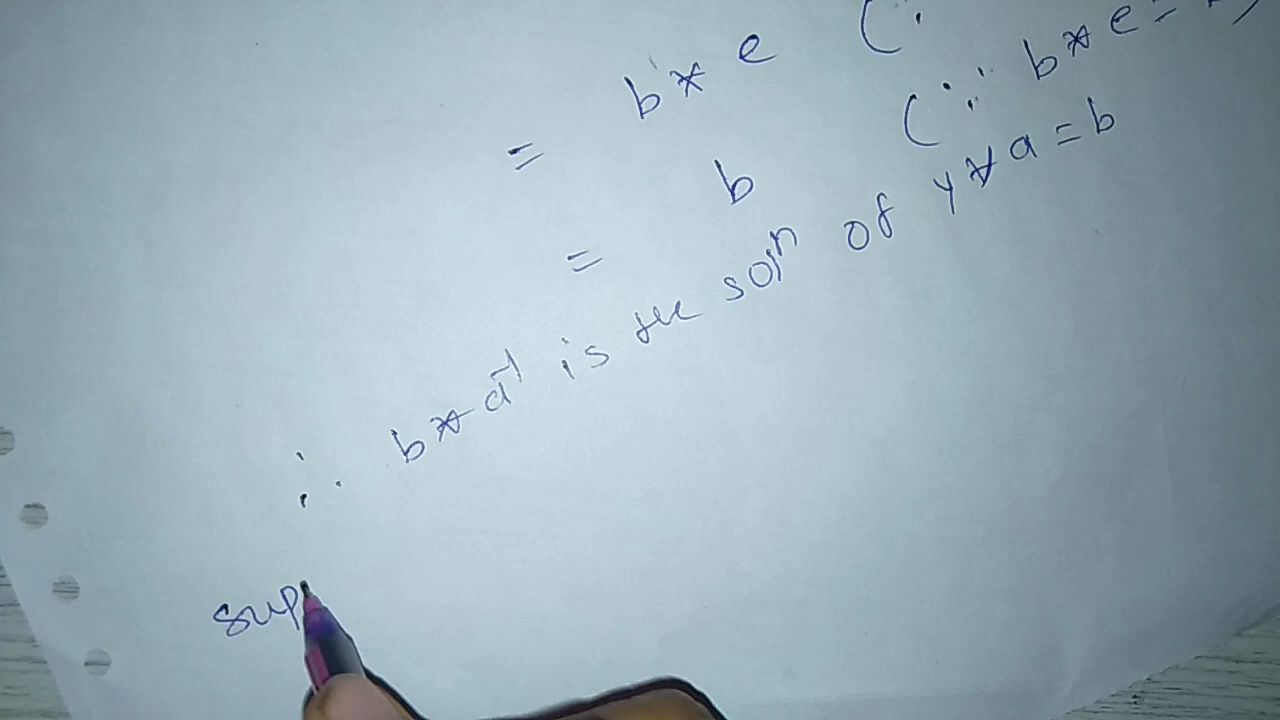 = b * e (∵
= b (∵ b * e =
∴ b * a⁻¹ is the solⁿ of y * a = b
sup